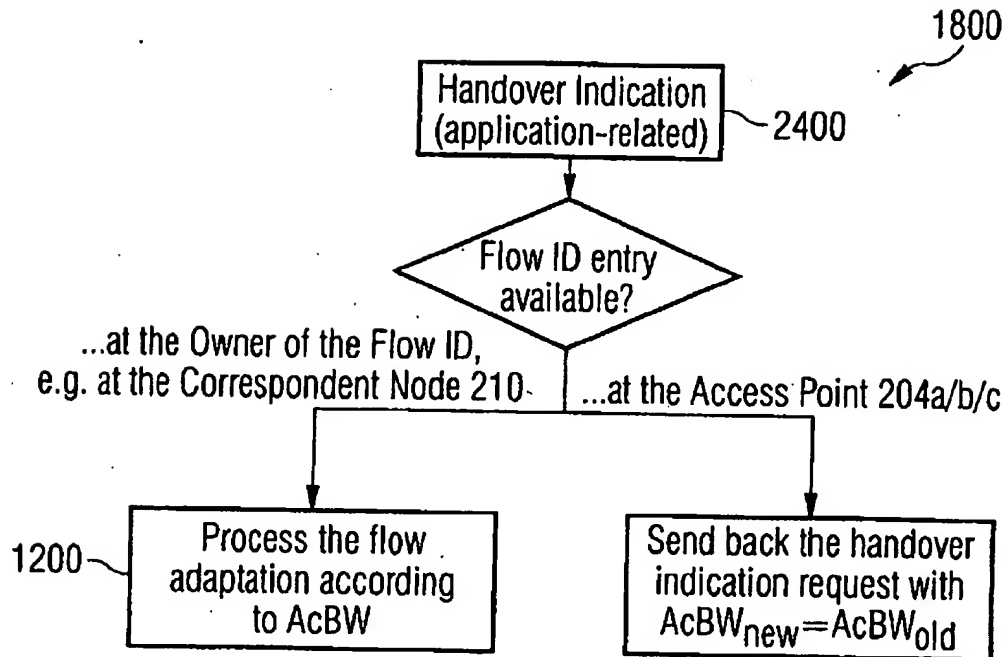 1800
Handover Indication
(application-related)
2400
Flow ID entry
available?
...at the Owner of the Flow ID,
e.g. at the Correspondent Node 210
...at the Access Point 204a/b/c
1200
Process the flow
adaptation according
to AcBW
Send back the handover
indication request with
AcBWnew=AcBWold